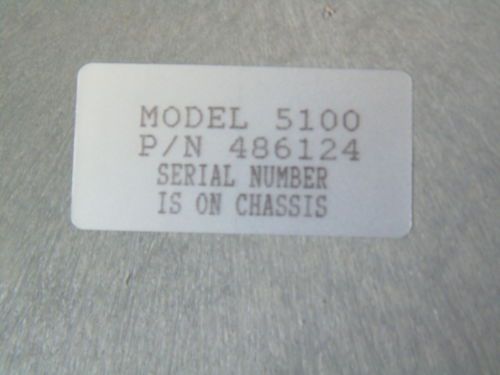 MODEL 5100
P/N 486124
SERIAL NUMBER
IS ON CHASSIS